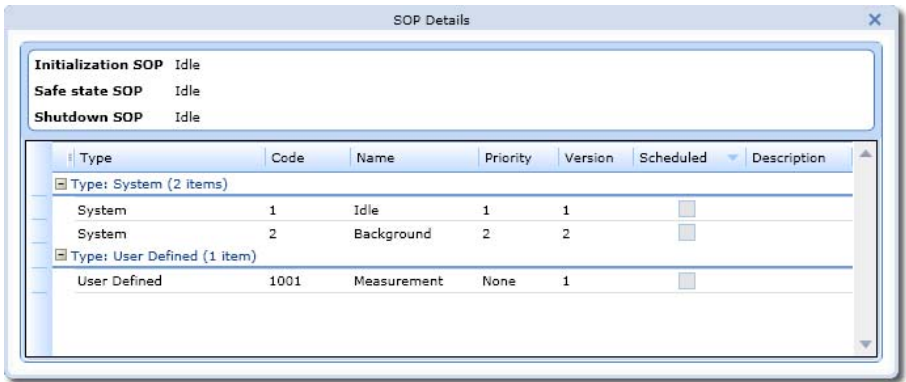 SOP Details
Initialization SOP Idle
Safe state SOP Idle
Shutdown SOP Idle
Type Code Name Priority Version Scheduled Description
Type: System (2 items)
System 1 Idle 1 1
System 2 Background 2 2
Type: User Defined (1 item)
User Defined 1001 Measurement None 1